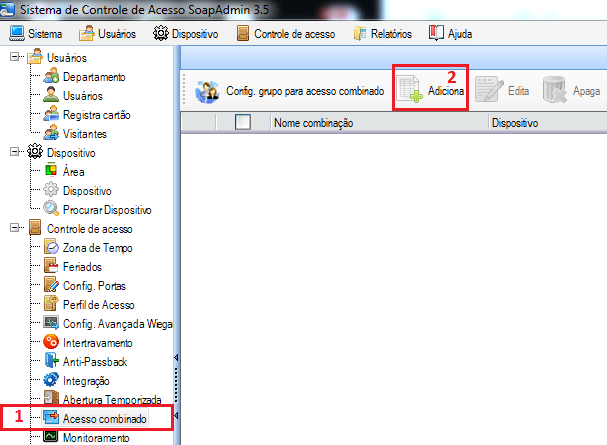 Sistema de Controle de Acesso SoapAdmin 3.5
Sistema Usuários Dispositivo Controle de acesso Relatórios Ajuda
Usuários
Departamento
Usuários
Registra cartão
Visitantes
Dispositivo
Área
Dispositivo
Procurar Dispositivo
Controle de acesso
Zona de Tempo
Feriados
Config. Portas
Perfil de Acesso
Config. Avançada Wiega
Intertravamento
Anti-Passback
Integração
Abertura Temporizada
1 Acesso combinado
Monitoramento
2
Config. grupo para acesso combinado Adiciona Edita Apaga
Nome combinação Dispositivo